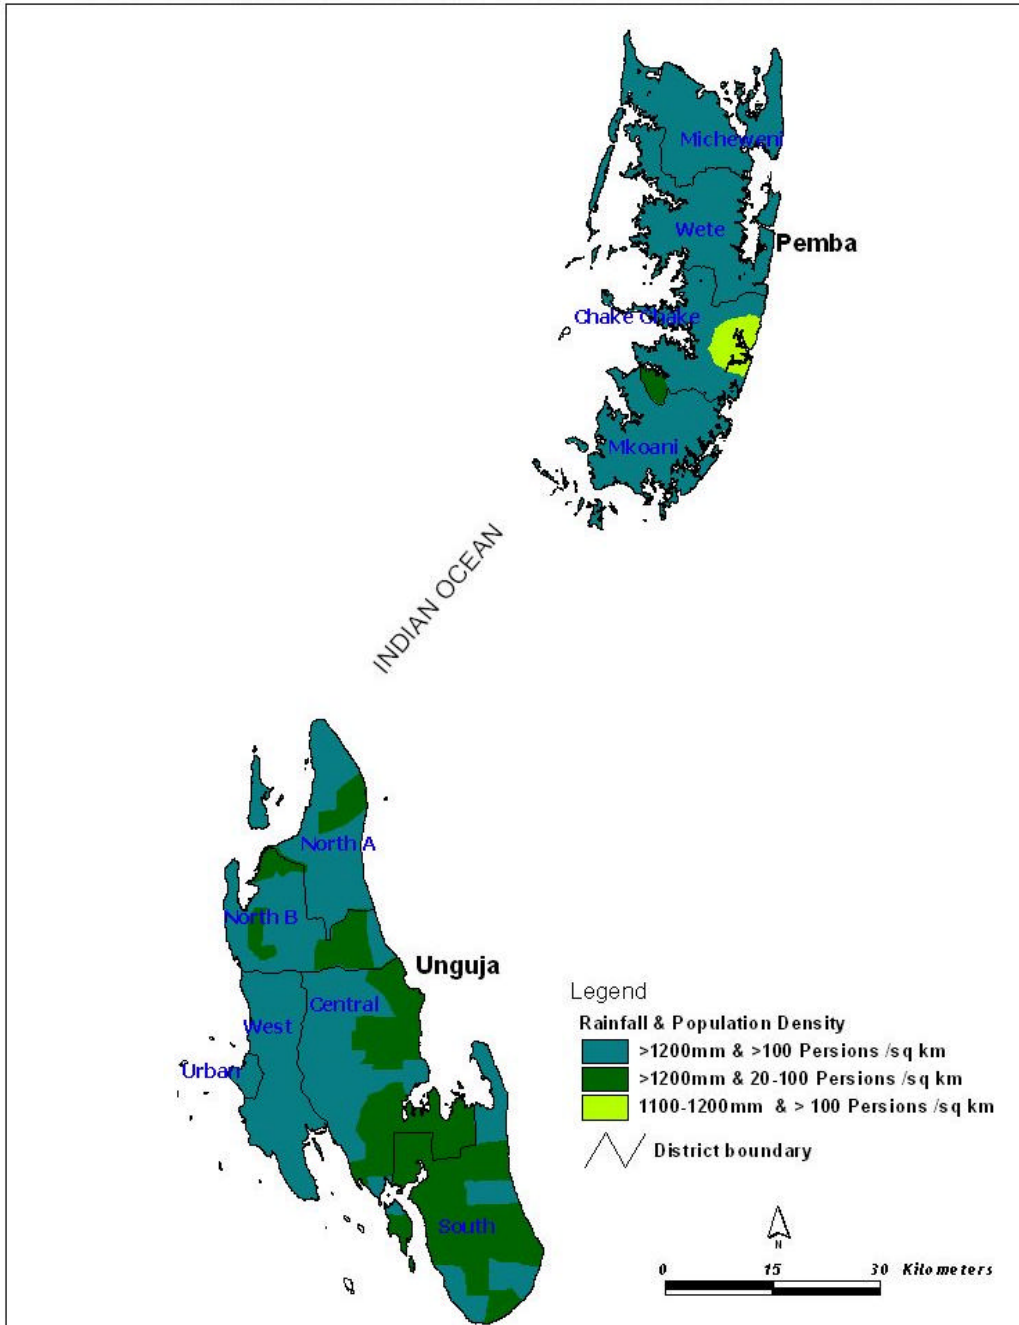 Micheweni
Wete
Pemba
Chake Chake
Mkoani
INDIAN OCEAN
North A
North B
Unguja
Central
West
Urban
South
Legend
Rainfall & Population Density
>1200mm & >100 Persions /sq km
>1200mm & 20-100 Persions /sq km
1100-1200mm & > 100 Persions /sq km
District boundary
N
0 15 30 Kilometers